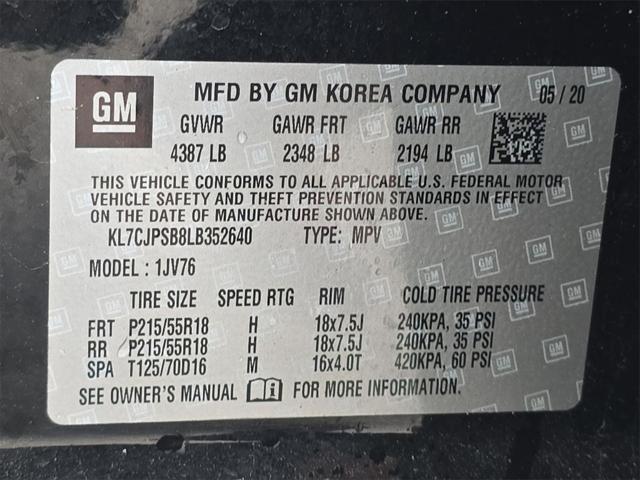 GM MFD BY GM KOREA COMPANY 05 / 20
GVWR GAWR FRT GAWR RR
4387 LB 2348 LB 2194 LB
THIS VEHICLE CONFORMS TO ALL APPLICABLE U.S. FEDERAL MOTOR
VEHICLE SAFETY AND THEFT PREVENTION STANDARDS IN EFFECT
ON THE DATE OF MANUFACTURE SHOWN ABOVE.
KL7CJPSB8LB352640 TYPE: MPV
MODEL : 1JV76
TIRE SIZE SPEED RTG RIM COLD TIRE PRESSURE
FRT P215/55R18 H 18x7.5J 240KPA, 35 PSI
RR P215/55R18 H 18x7.5J 240KPA, 35 PSI
SPA T125/70D16 M 16x4.0T 420KPA, 60 PSI
SEE OWNER'S MANUAL FOR MORE INFORMATION.